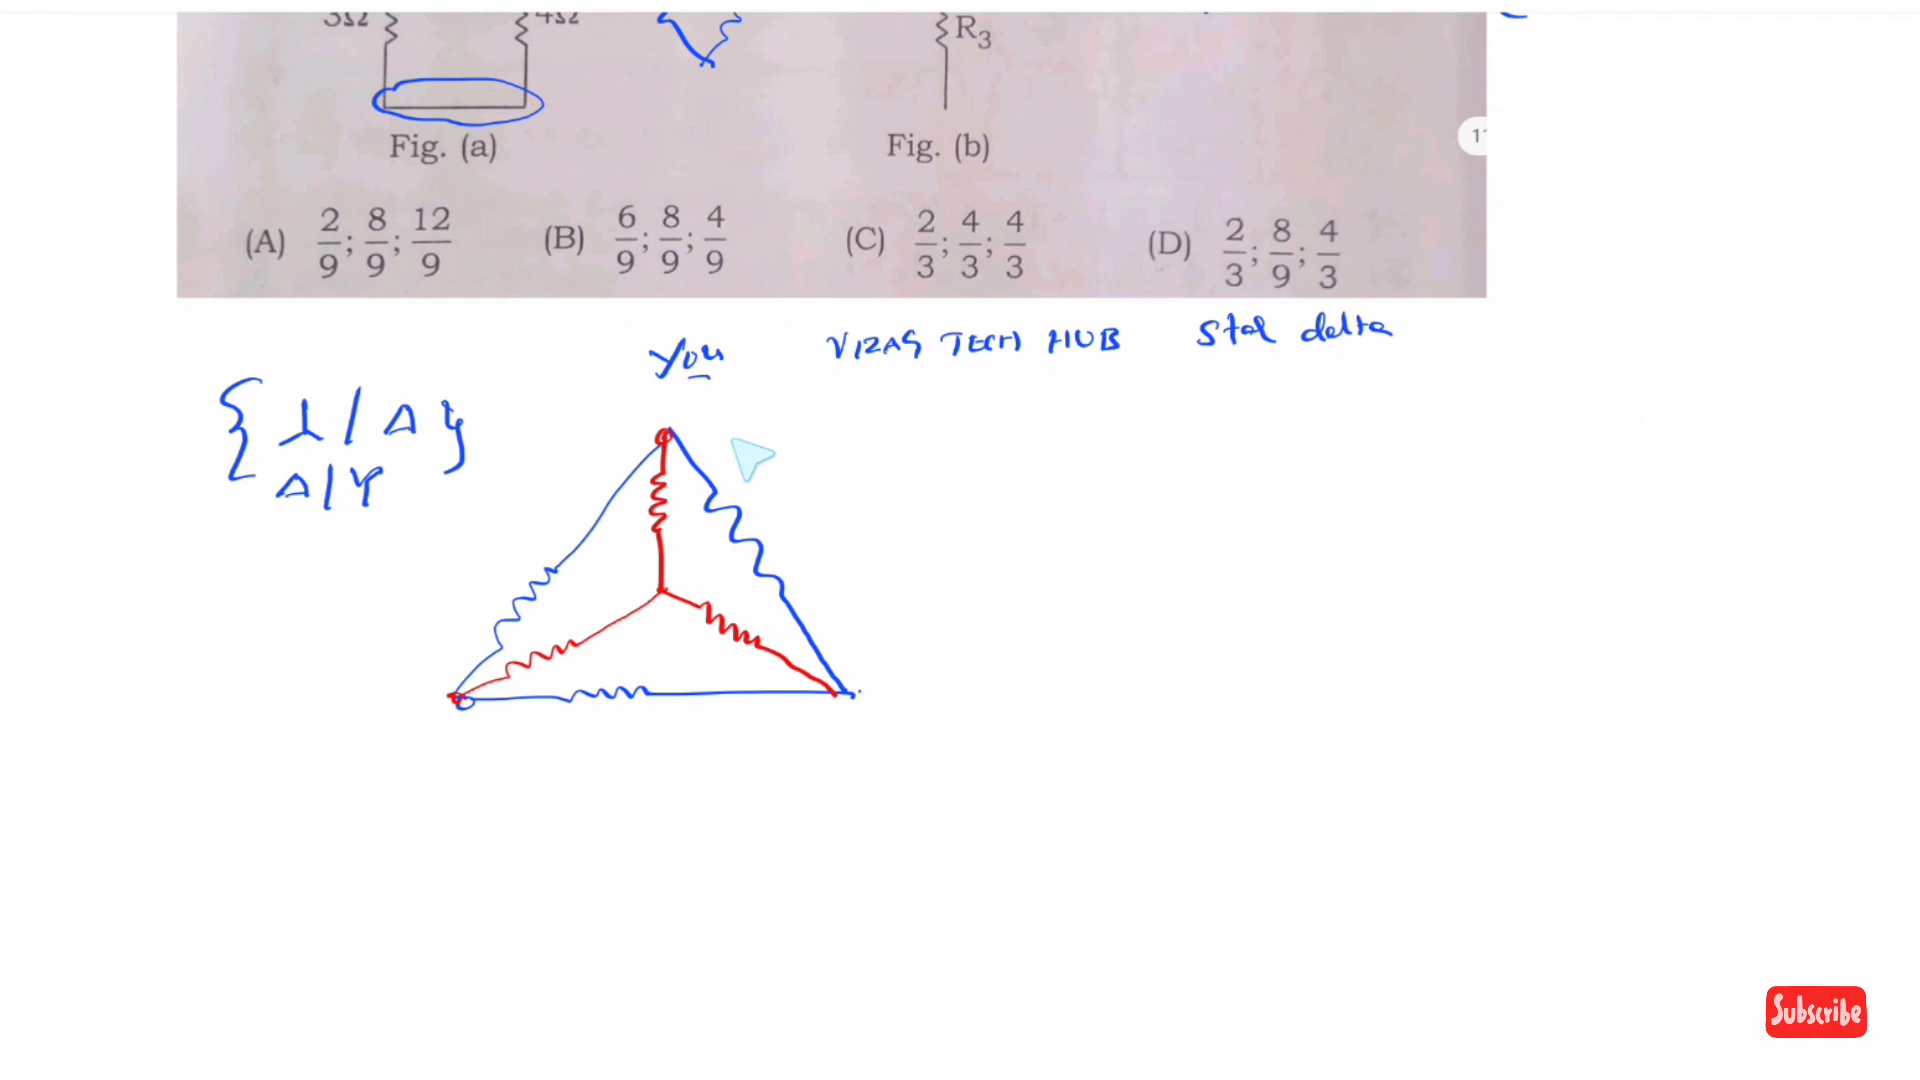 3Ω 4Ω R3
Fig. (a) Fig. (b)
(A) 2/9; 8/9; 12/9 (B) 6/9; 8/9; 4/9 (C) 2/3; 4/3; 4/3 (D) 2/3; 8/9; 4/3
You VIZAG TECH HUB Star delta
{ ⅄ / Δ }
Δ/Y
Subscribe